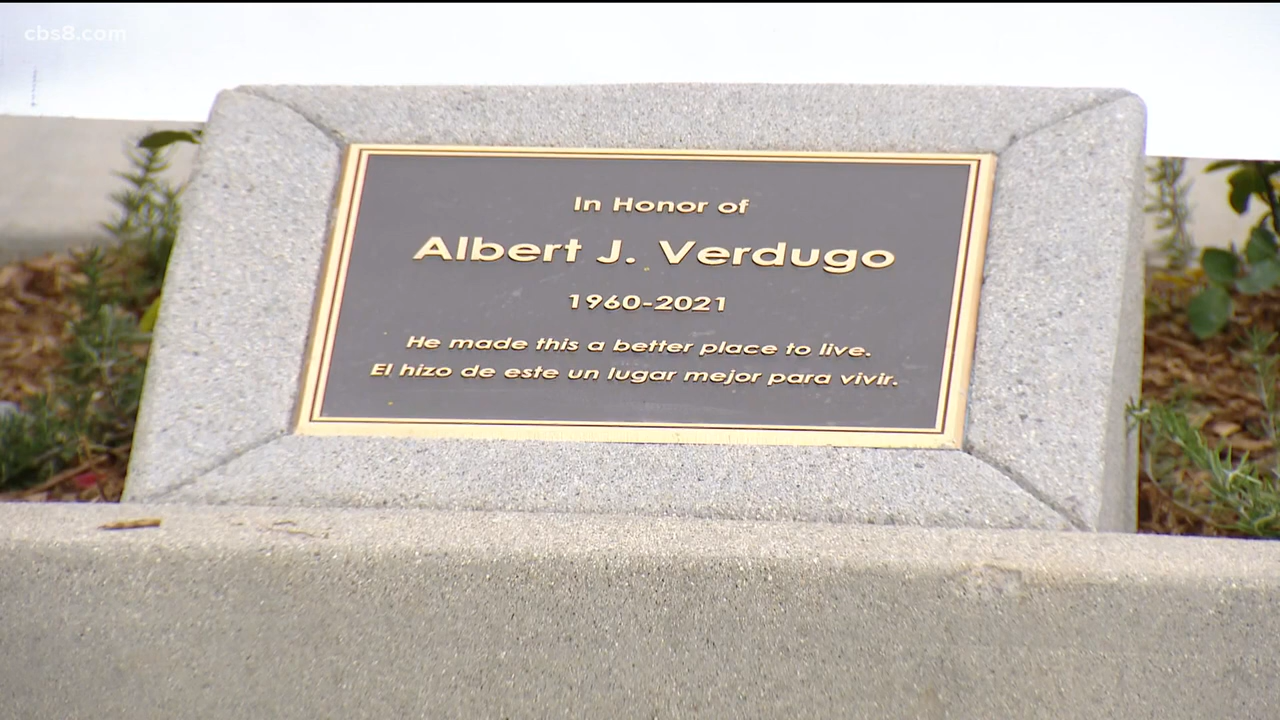 cbs8.com
In Honor of
Albert J. Verdugo
1960-2021
He made this a better place to live.
El hizo de este un lugar mejor para vivir.